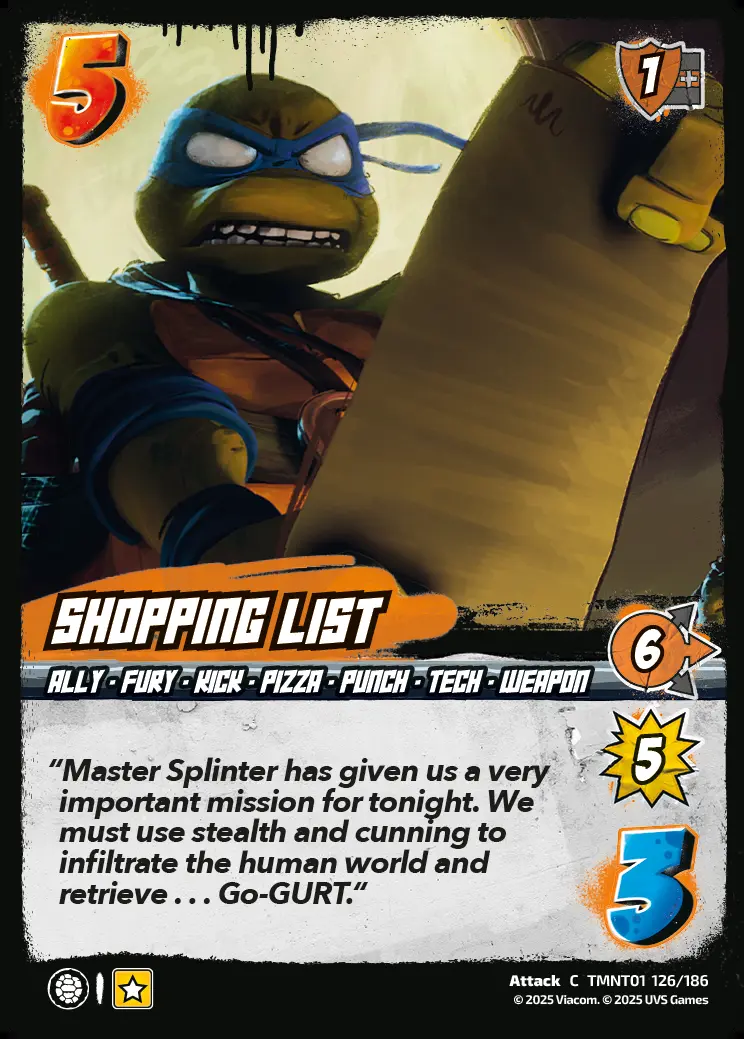 5
1
SHOPPING LIST
6
ALLY · FURY · KICK · PIZZA · PUNCH · TECH · WEAPON
5
“Master Splinter has given us a very
important mission for tonight. We
must use stealth and cunning to
infiltrate the human world and
retrieve . . . Go-GURT.“
3
Attack C TMNT01 126/186
© 2025 Viacom. © 2025 UVS Games